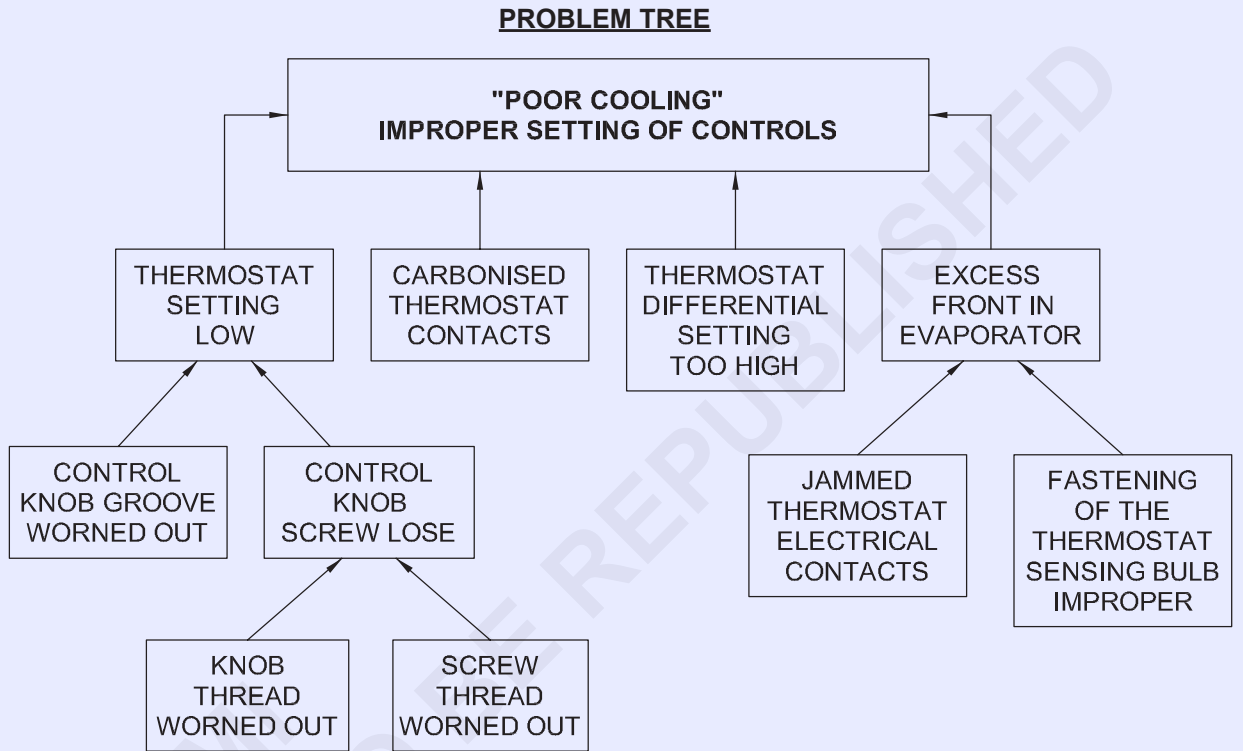 PROBLEM TREE
"POOR COOLING"
IMPROPER SETTING OF CONTROLS
THERMOSTAT
SETTING
LOW
CARBONISED
THERMOSTAT
CONTACTS
THERMOSTAT
DIFFERENTIAL
SETTING
TOO HIGH
EXCESS
FRONT IN
EVAPORATOR
CONTROL
KNOB GROOVE
WORNED OUT
CONTROL
KNOB
SCREW LOSE
JAMMED
THERMOSTAT
ELECTRICAL
CONTACTS
FASTENING
OF THE
THERMOSTAT
SENSING BULB
IMPROPER
KNOB
THREAD
WORNED OUT
SCREW
THREAD
WORNED OUT
BE REPUBLISHED